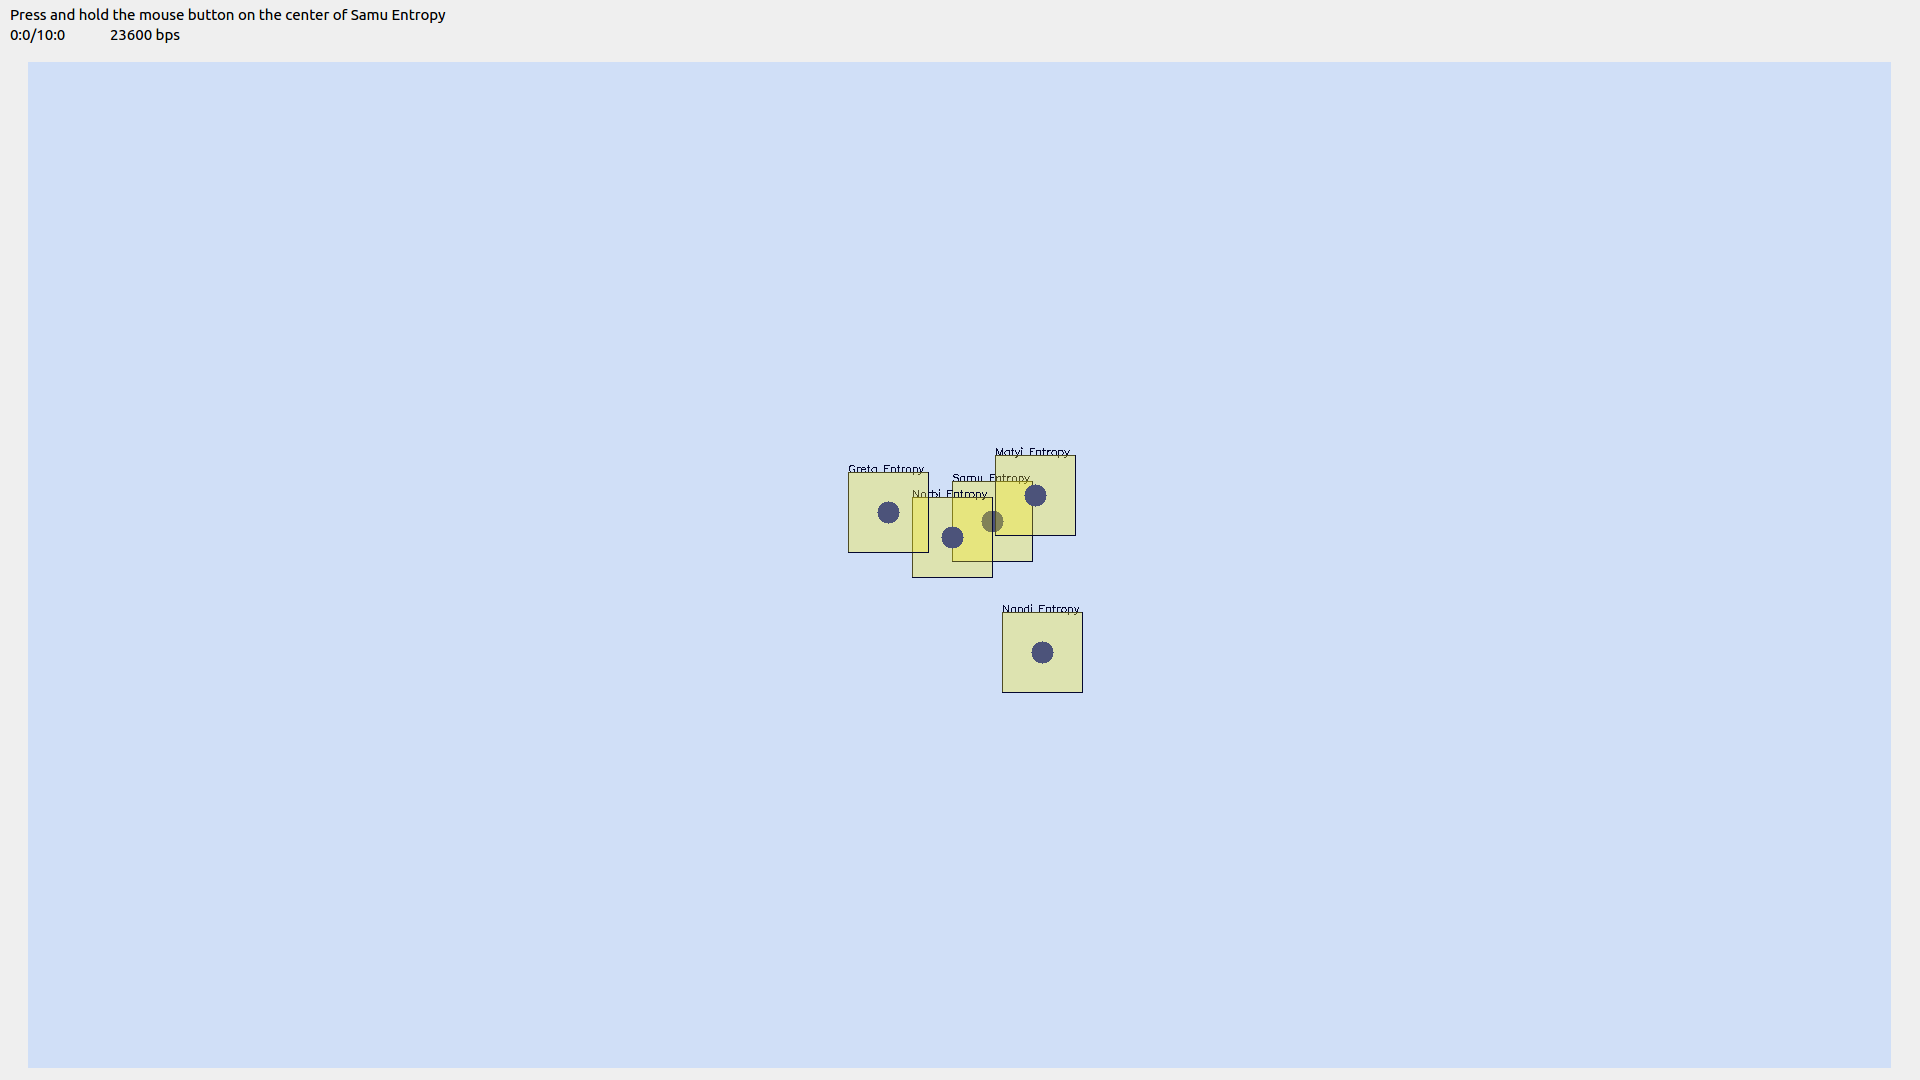 Press and hold the mouse button on the center of Samu Entropy
0:0/10:0 23600 bps
Matyi Entropy
Greta Entropy
Samu Entropy
Norbi Entropy
Nandi Entropy